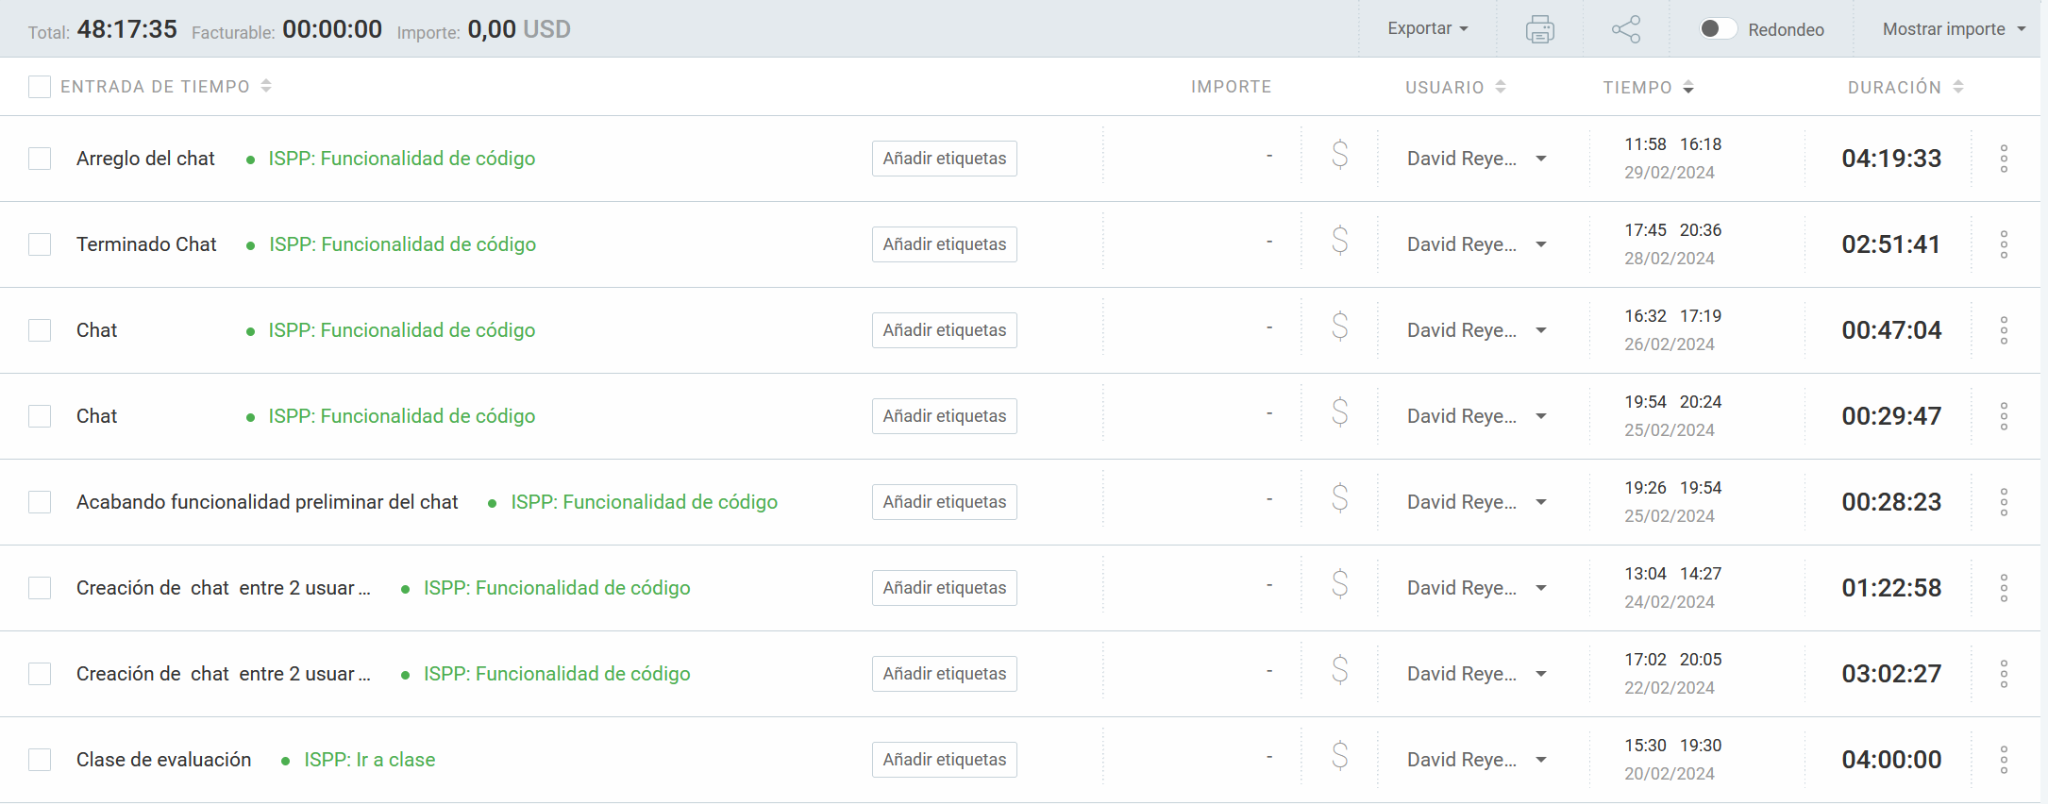 Total: 48:17:35 Facturable: 00:00:00 Importe: 0,00 USD Exportar Redondeo Mostrar importe
ENTRADA DE TIEMPO IMPORTE USUARIO TIEMPO DURACIÓN
Arreglo del chat ● ISPP: Funcionalidad de código Añadir etiquetas - $ David Reye... 11:58 16:18 04:19:33
29/02/2024
Terminado Chat ● ISPP: Funcionalidad de código Añadir etiquetas - $ David Reye... 17:45 20:36 02:51:41
28/02/2024
Chat ● ISPP: Funcionalidad de código Añadir etiquetas - $ David Reye... 16:32 17:19 00:47:04
26/02/2024
Chat ● ISPP: Funcionalidad de código Añadir etiquetas - $ David Reye... 19:54 20:24 00:29:47
25/02/2024
Acabando funcionalidad preliminar del chat ● ISPP: Funcionalidad de código Añadir etiquetas - $ David Reye... 19:26 19:54 00:28:23
25/02/2024
Creación de chat entre 2 usuar... ● ISPP: Funcionalidad de código Añadir etiquetas - $ David Reye... 13:04 14:27 01:22:58
24/02/2024
Creación de chat entre 2 usuar... ● ISPP: Funcionalidad de código Añadir etiquetas - $ David Reye... 17:02 20:05 03:02:27
22/02/2024
Clase de evaluación ● ISPP: Ir a clase Añadir etiquetas - $ David Reye... 15:30 19:30 04:00:00
20/02/2024